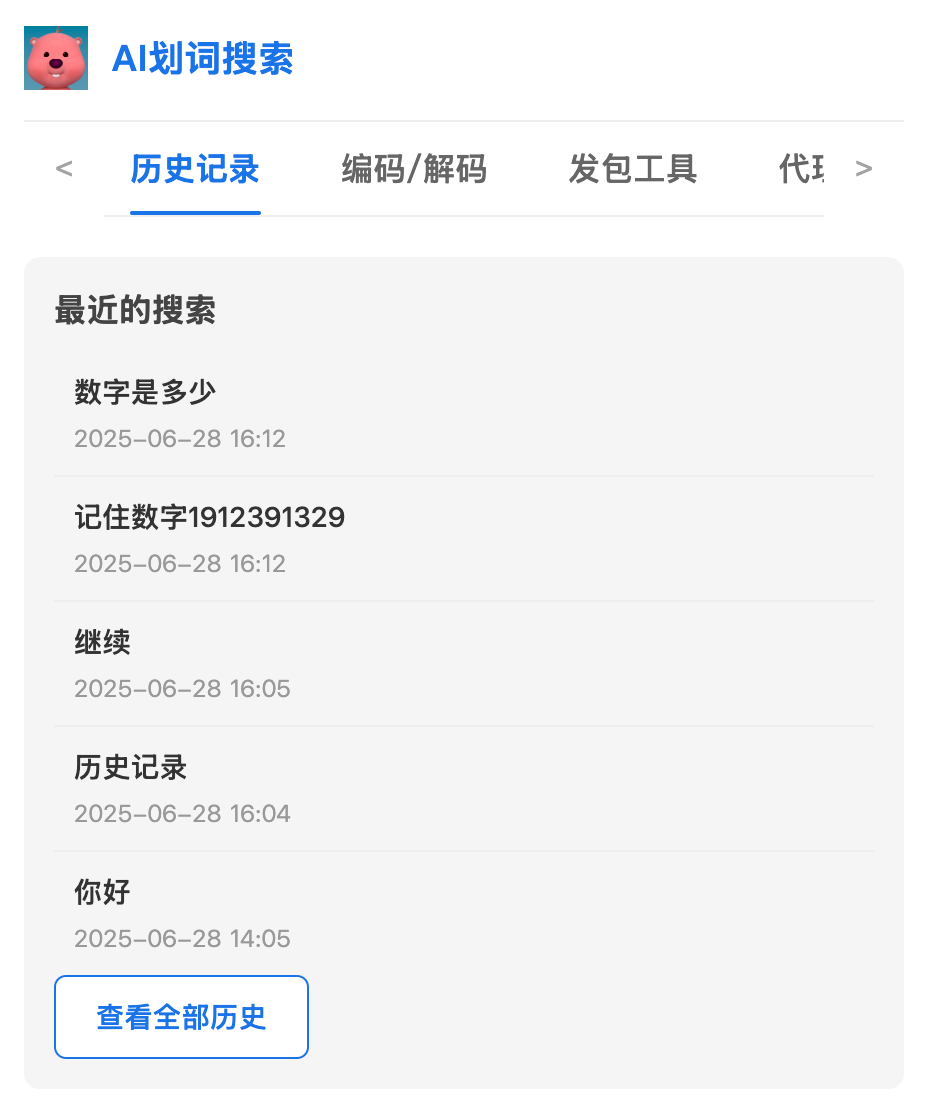 AI划词搜索
< 历史记录 编码/解码 发包工具 代 >
最近的搜索
数字是多少
2025-06-28 16:12
记住数字1912391329
2025-06-28 16:12
继续
2025-06-28 16:05
历史记录
2025-06-28 16:04
你好
2025-06-28 14:05
查看全部历史